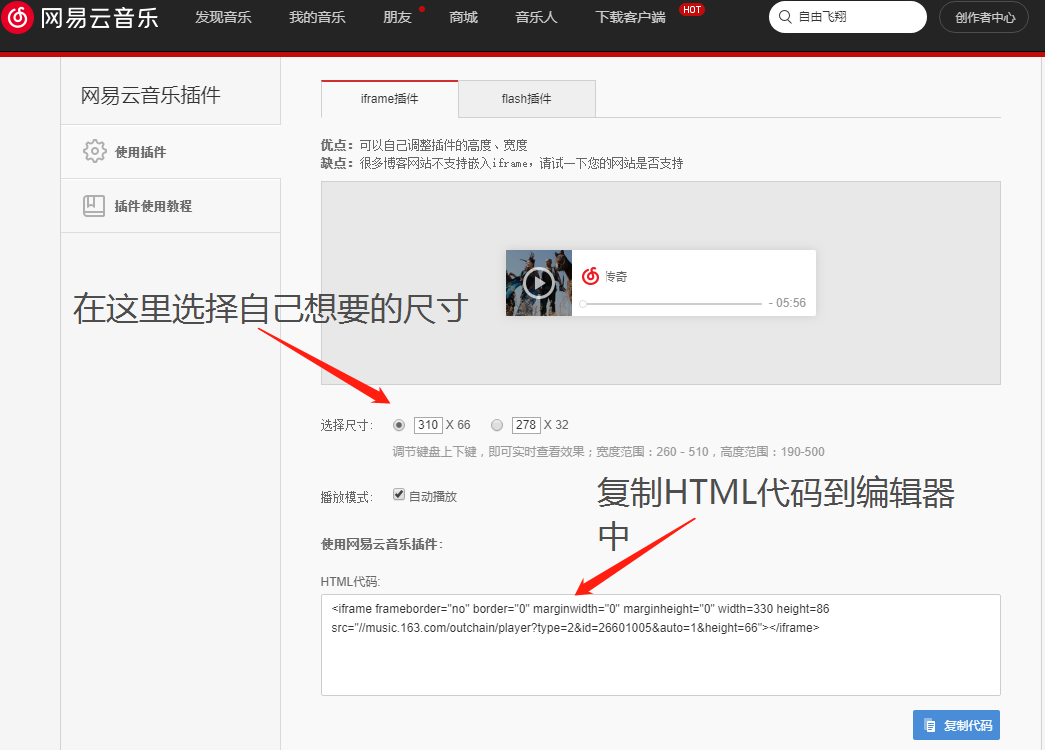 网易云音乐
发现音乐 我的音乐 朋友 商城 音乐人 下载客户端 HOT 自由飞翔 创作者中心
网易云音乐插件
使用插件
插件使用教程
iframe插件 flash插件
优点：可以自己调整插件的高度、宽度
缺点：很多博客网站不支持嵌入iframe，请试一下您的网站是否支持
传奇
- 05:56
在这里选择自己想要的尺寸
选择尺寸： 310 X 66 278 X 32
调节键盘上下键，即可实时查看效果；宽度范围：260 - 510，高度范围：190-500
播放模式： 自动播放
复制HTML代码到编辑器
中
使用网易云音乐插件：
HTML代码:
<iframe frameborder="no" border="0" marginwidth="0" marginheight="0" width=330 height=86
src="//music.163.com/outchain/player?type=2&id=26601005&auto=1&height=66"></iframe>
复制代码